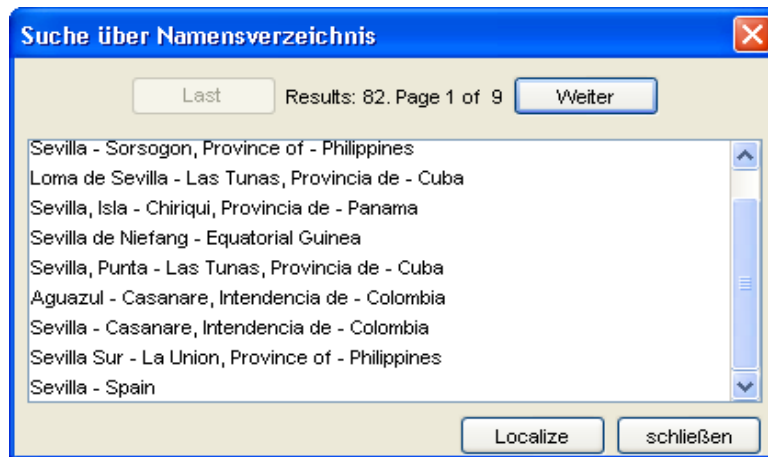 Suche über Namensverzeichnis
Last Results: 82. Page 1 of 9 Weiter
Sevilla - Sorsogon, Province of - Philippines
Loma de Sevilla - Las Tunas, Provincia de - Cuba
Sevilla, Isla - Chiriqui, Provincia de - Panama
Sevilla de Niefang - Equatorial Guinea
Sevilla, Punta - Las Tunas, Provincia de - Cuba
Aguazul - Casanare, Intendencia de - Colombia
Sevilla - Casanare, Intendencia de - Colombia
Sevilla Sur - La Union, Province of - Philippines
Sevilla - Spain
Localize schließen